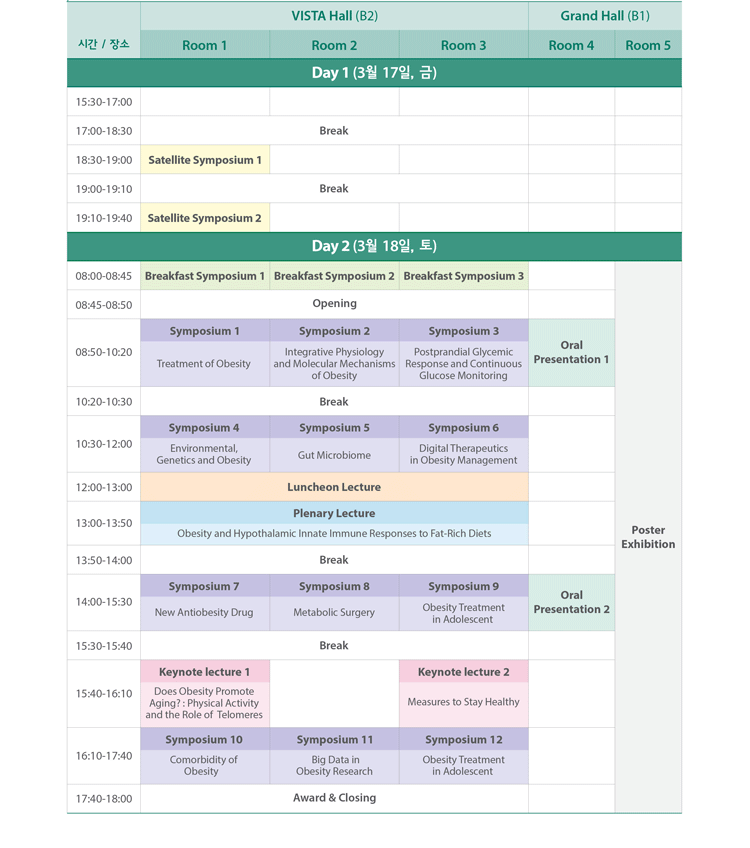 VISTA Hall (B2) Grand Hall (B1)
시간 / 장소 Room 1 Room 2 Room 3 Room 4 Room 5
Day 1 (3월 17일, 금)
15:30-17:00
17:00-18:30 Break
18:30-19:00 Satellite Symposium 1
19:00-19:10 Break
19:10-19:40 Satellite Symposium 2
Day 2 (3월 18일, 토)
08:00-08:45 Breakfast Symposium 1 Breakfast Symposium 2 Breakfast Symposium 3
08:45-08:50 Opening
08:50-10:20
Symposium 1
Treatment of Obesity
Symposium 2
Integrative Physiology
and Molecular Mechanisms
of Obesity
Symposium 3
Postprandial Glycemic
Response and Continuous
Glucose Monitoring
Oral
Presentation 1
10:20-10:30 Break
10:30-12:00
Symposium 4
Environmental,
Genetics and Obesity
Symposium 5
Gut Microbiome
Symposium 6
Digital Therapeutics
in Obesity Management
12:00-13:00 Luncheon Lecture
13:00-13:50
Plenary Lecture
Obesity and Hypothalamic Innate Immune Responses to Fat-Rich Diets
Poster
Exhibition
13:50-14:00 Break
14:00-15:30
Symposium 7
New Antiobesity Drug
Symposium 8
Metabolic Surgery
Symposium 9
Obesity Treatment
in Adolescent
Oral
Presentation 2
15:30-15:40 Break
15:40-16:10
Keynote lecture 1
Does Obesity Promote
Aging? : Physical Activity
and the Role of Telomeres
Keynote lecture 2
Measures to Stay Healthy
16:10-17:40
Symposium 10
Comorbidity of
Obesity
Symposium 11
Big Data in
Obesity Research
Symposium 12
Obesity Treatment
in Adolescent
17:40-18:00 Award & Closing